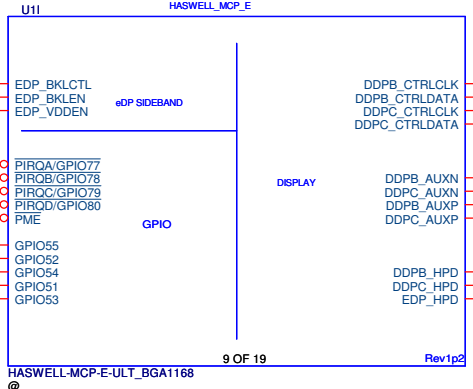 U1I
HASWELL_MCP_E
EDP_BKLCTL
EDP_BKLEN
EDP_VDDEN
eDP SIDEBAND
DDPB_CTRLCLK
DDPB_CTRLDATA
DDPC_CTRLCLK
DDPC_CTRLDATA
PIRQA/GPIO77
PIRQB/GPIO78
PIRQC/GPIO79
PIRQD/GPIO80
PME
GPIO
DISPLAY
DDPB_AUXN
DDPC_AUXN
DDPB_AUXP
DDPC_AUXP
GPIO55
GPIO52
GPIO54
GPIO51
GPIO53
DDPB_HPD
DDPC_HPD
EDP_HPD
9 OF 19
Rev1p2
HASWELL-MCP-E-ULT_BGA1168
@